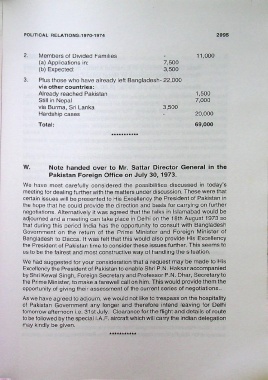 POLITICAL RELATIONS:1970-1974 2895
2. Members of Divided Families - 11,000
(a) Applications in: 7,500
(b) Expected: 3,500
3. Plus those who have already left Bangladesh- 22,000
via other countries:
Already reached Pakistan 1,500
Still in Nepal 7,000
via Burma, Sri Lanka 3,500
Hardship cases - 20,000
Total: 69,000
***********
W. Note handed over to Mr. Sattar Director General in the
Pakistan Foreign Office on July 30, 1973.
We have most carefully considered the possibilities discussed in today's
meeting for dealing further with the matters under discussion. These were that
certain issues will be presented to His Excellency the President of Pakistan in
the hope that he could provide the direction and basis for carrying on further
negotiations. Alternatively it was agreed that the talks in Islamabad would be
adjourned and a meeting can take place in Delhi on the 18th August 1973 so
that during this period India has the opportunity to consult with Bangladesh
Government on the return of the Prime Minister and Foreign Minister of
Bangladesh to Dacca. It was felt that this would also provide His Excellency
the President of Pakistan time to consider these issues further. This seems to
us to be the fairest and most constructive way of handling the situation.
We had suggested for your consideration that a request may be made to His
Excellency the President of Pakistan to enable Shri P.N. Haksar accompanied
by Shri Kewal Singh, Foreign Secretary and Professor P.N. Dhar, Secretary to
the Prime Minister, to make a farewell call on him. This would provide them the
opportunity of giving their assessment of the current series of negotiations.
As we have agreed to adjourn, we would not like to trespass on the hospitality
of Pakistan Government any longer and therefore intend leaving for Delhi
tomorrow afternoon i.e. 31st July. Clearance for the flight and details of route
to be followed by the special I.A.F. aircraft which will carry the Indian delegation
may kindly be given.
***********